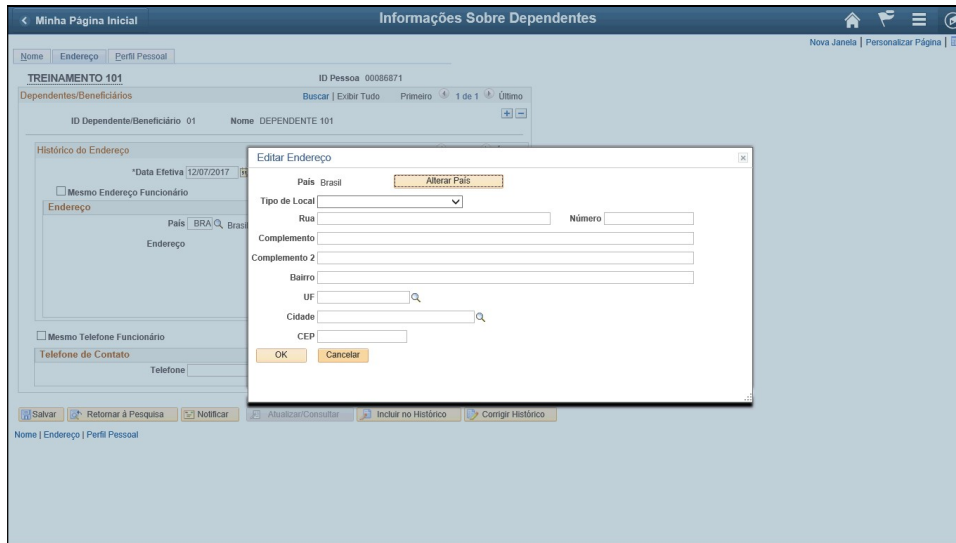 Minha Página Inicial
Informações Sobre Dependentes
Nova Janela | Personalizar Página |
Nome Endereço Perfil Pessoal
TREINAMENTO 101 ID Pessoa 00086871
Dependentes/Beneficiários Buscar | Exibir Tudo Primeiro 1 de 1 Último
ID Dependente/Beneficiário 01 Nome DEPENDENTE 101
Histórico do Endereço
*Data Efetiva 12/07/2017
Mesmo Endereço Funcionário
Endereço
País BRA Brasil
Endereço
Mesmo Telefone Funcionário
Telefone de Contato
Telefone
Editar Endereço
País Brasil Alterar País
Tipo de Local
Rua Número
Complemento
Complemento 2
Bairro
UF
Cidade
CEP
OK Cancelar
Salvar Retornar à Pesquisa Notificar Atualizar/Consultar Incluir no Histórico Corrigir Histórico
Nome | Endereço | Perfil Pessoal